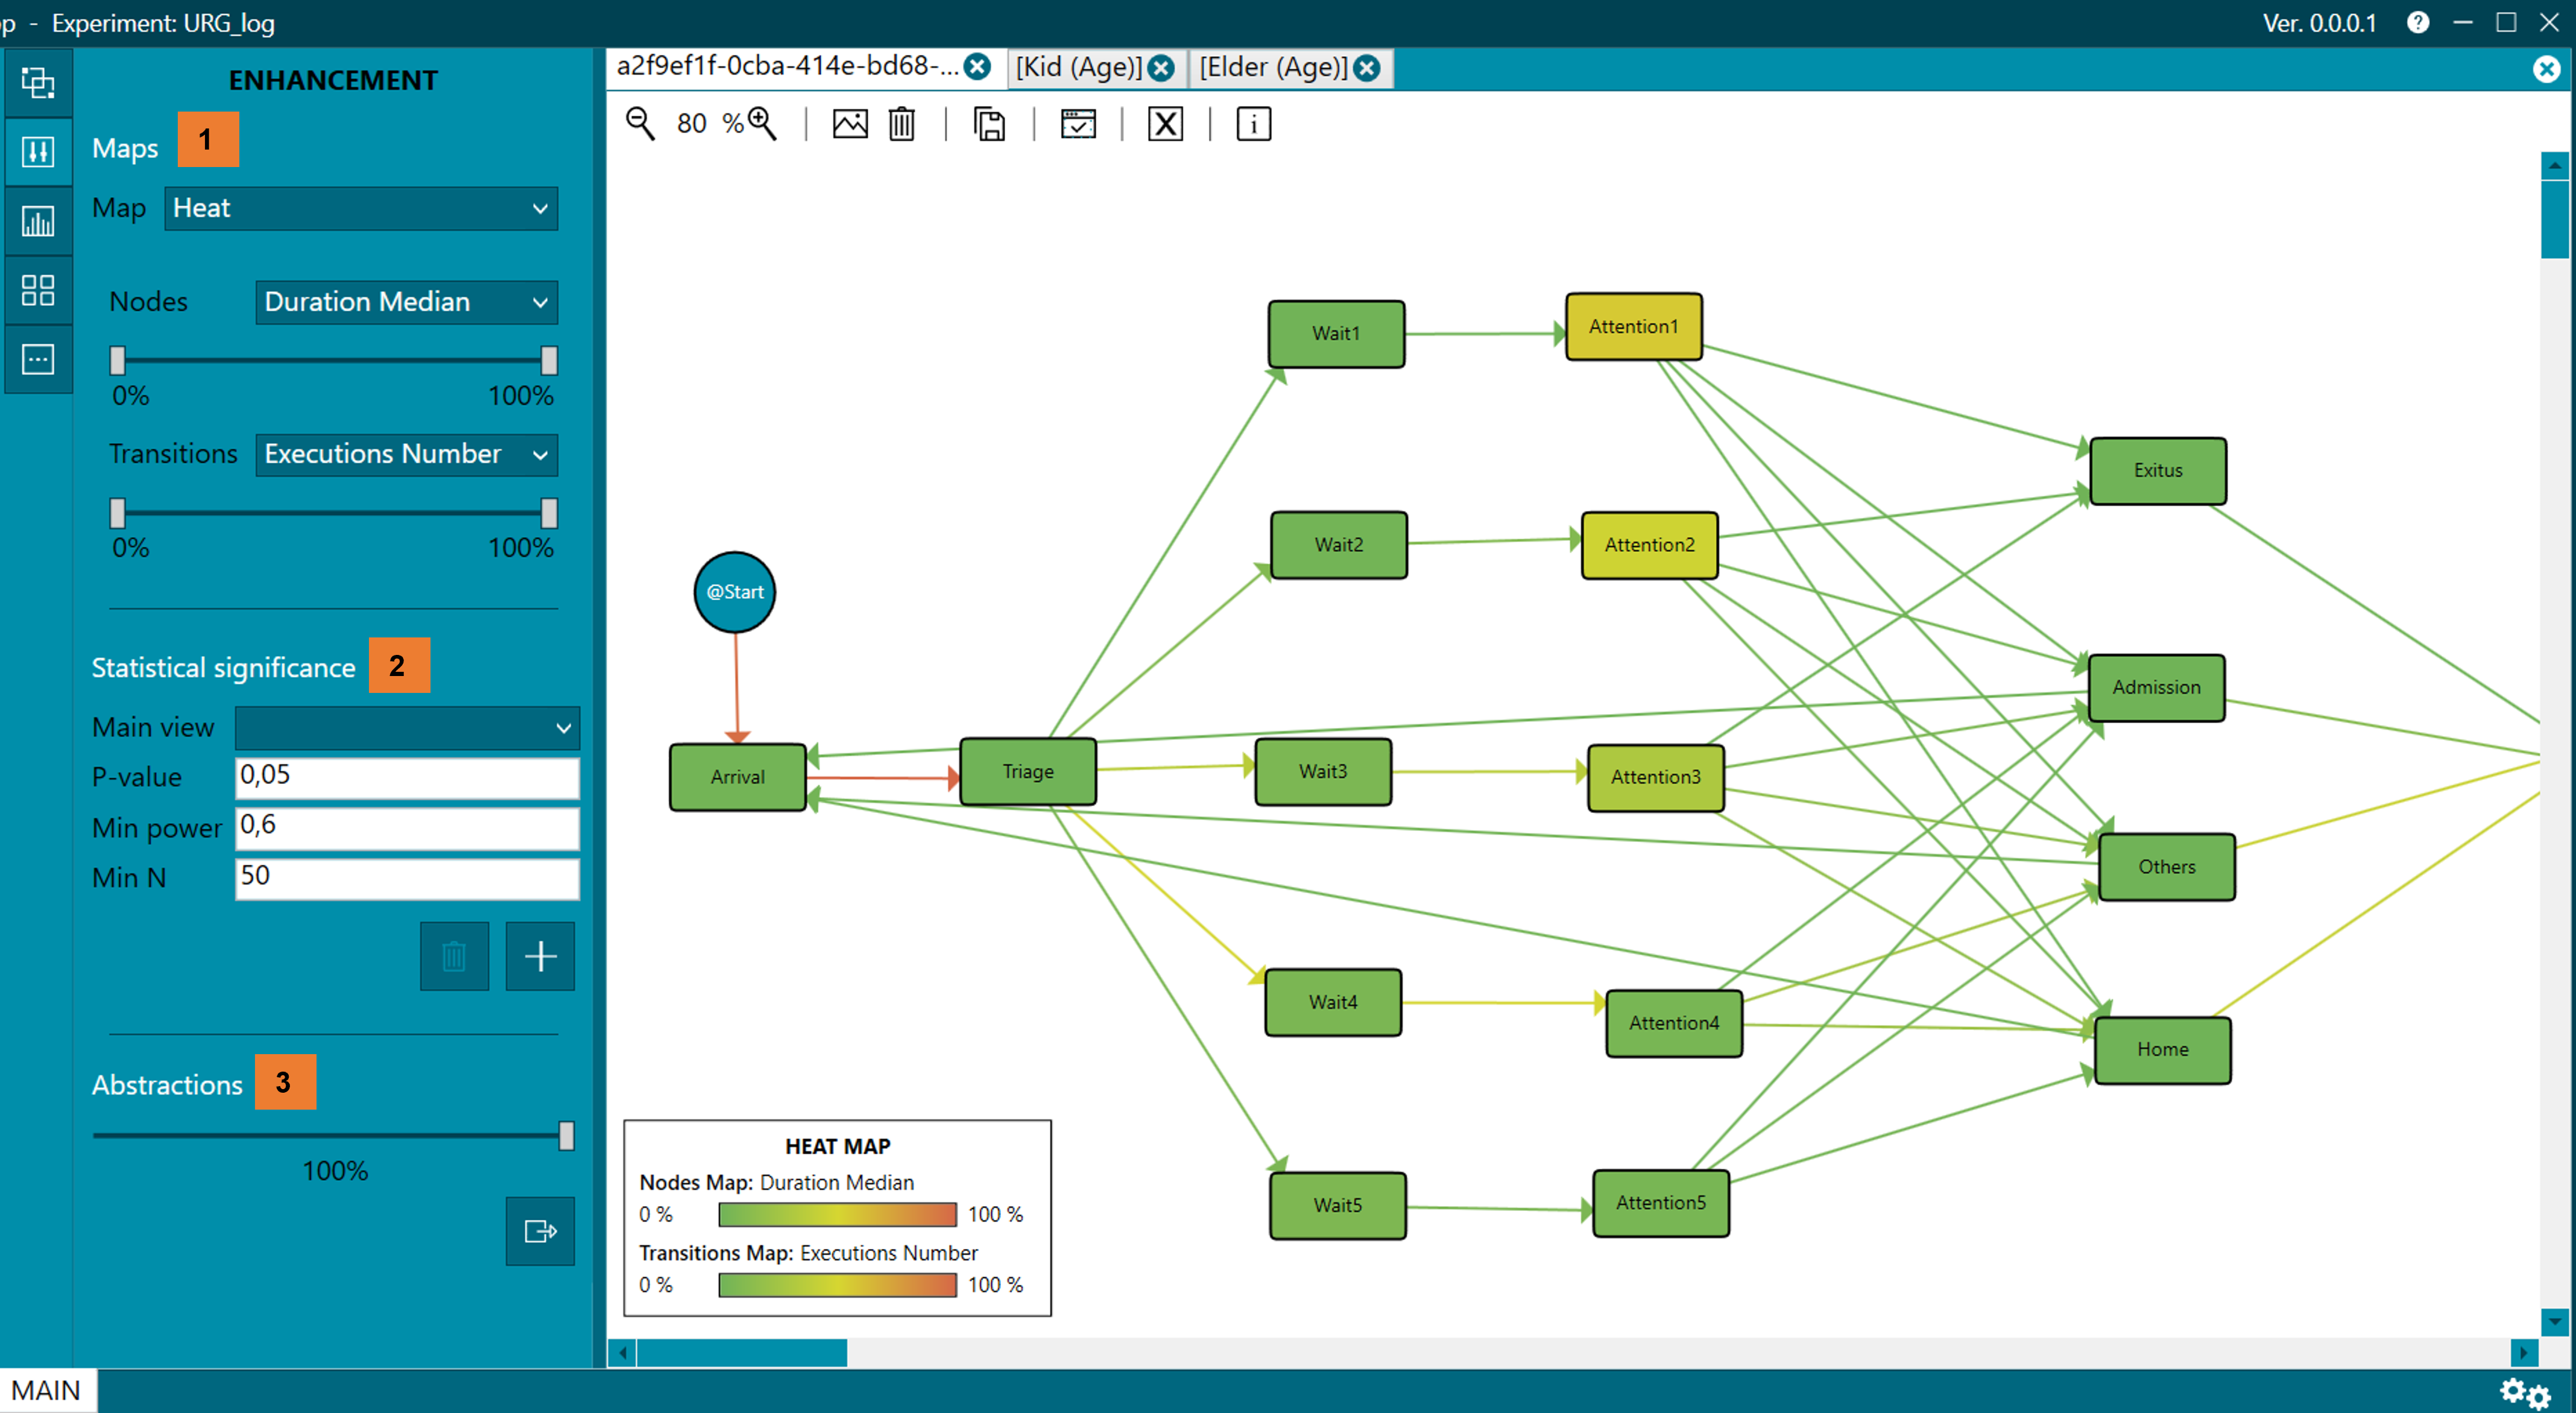 op - Experiment: URG_log
Ver. 0.0.0.1
ENHANCEMENT
Maps 1
Map Heat
Nodes Duration Median
0% 100%
Transitions Executions Number
0% 100%
Statistical significance 2
Main view
P-value 0,05
Min power 0,6
Min N 50
Abstractions 3
100%
a2f9ef1f-0cba-414e-bd68-... [Kid (Age)] [Elder (Age)]
80 %
Wait1
Attention1
Exitus
Wait2
Attention2
@Start
Admission
Arrival
Triage
Wait3
Attention3
Others
Wait4
Attention4
Home
Wait5
Attention5
HEAT MAP
Nodes Map: Duration Median
0 % 100 %
Transitions Map: Executions Number
0 % 100 %
MAIN